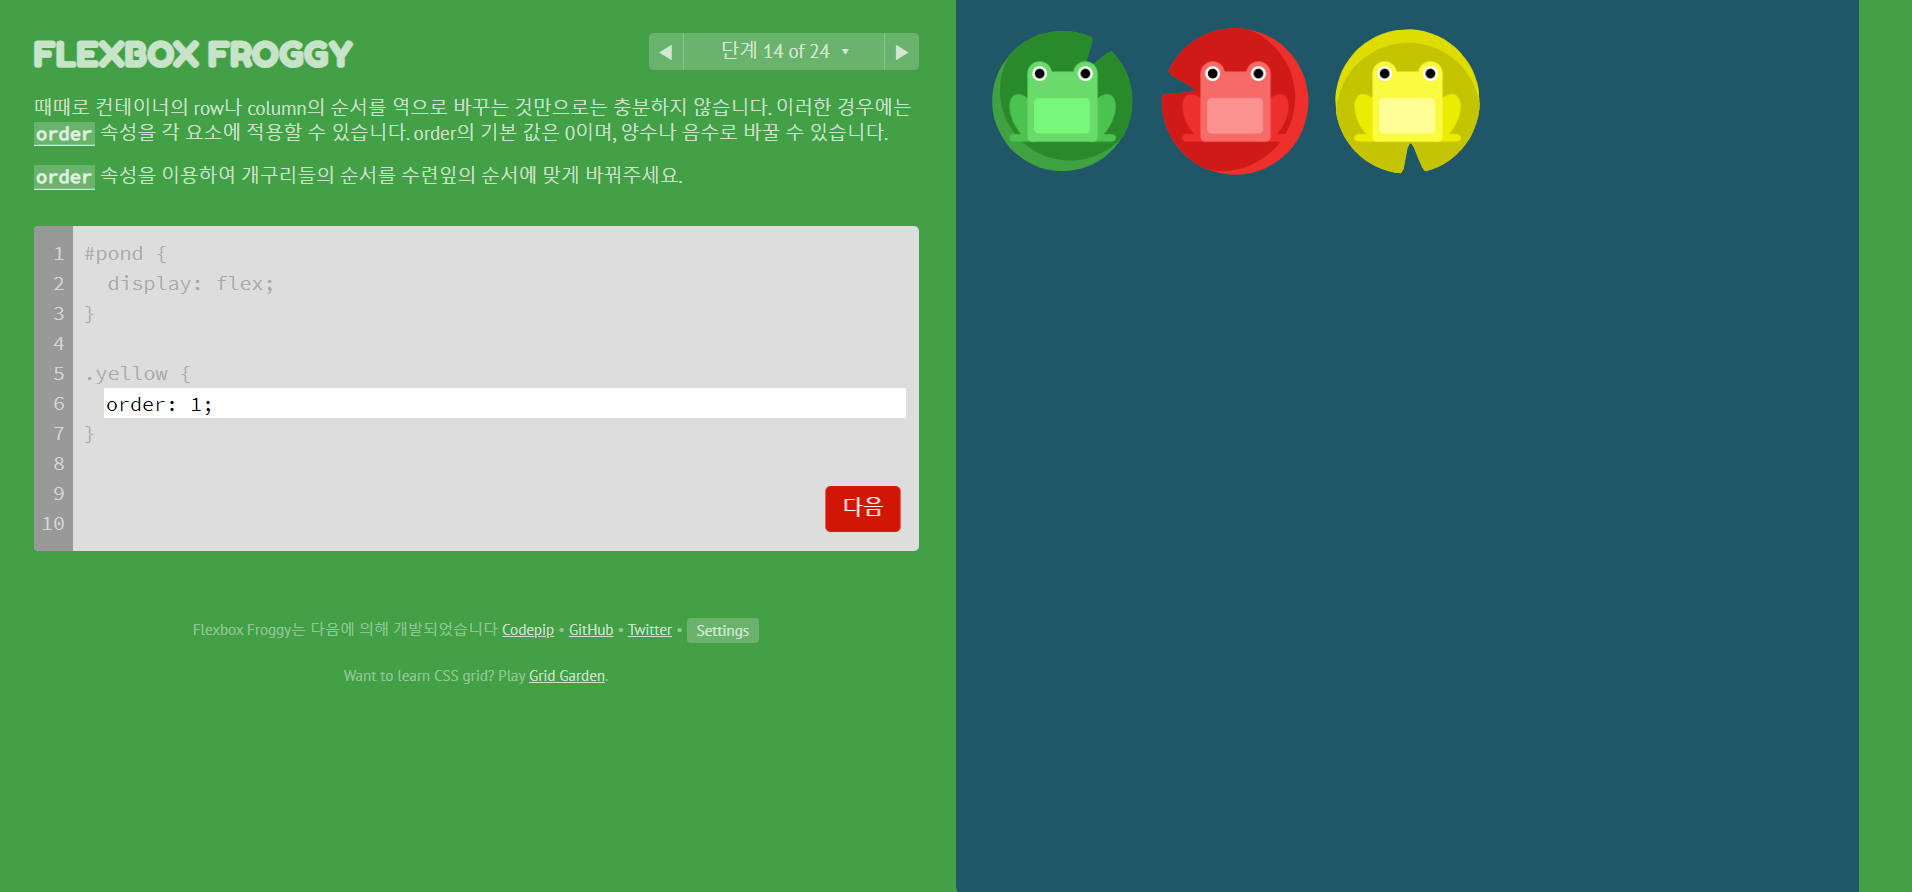 FLEXBOX FROGGY
◀ 단계 14 of 24 ▾ ▶
때때로 컨테이너의 row나 column의 순서를 역으로 바꾸는 것만으로는 충분하지 않습니다. 이러한 경우에는
order 속성을 각 요소에 적용할 수 있습니다. order의 기본 값은 0이며, 양수나 음수로 바꿀 수 있습니다.
order 속성을 이용하여 개구리들의 순서를 수련잎의 순서에 맞게 바꿔주세요.
1 #pond {
2 display: flex;
3 }
4
5 .yellow {
6 order: 1;
7 }
8
9
10
다음
Flexbox Froggy는 다음에 의해 개발되었습니다 Codepip • GitHub • Twitter • Settings
Want to learn CSS grid? Play Grid Garden.